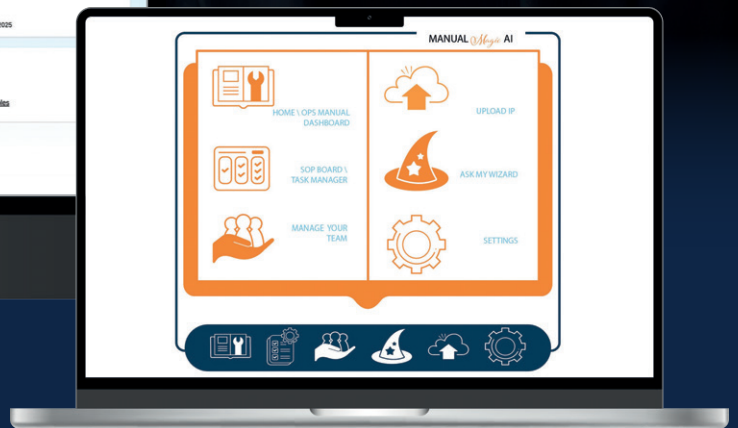 2025
MANUAL Magic AI
HOME \ OPS MANUAL
DASHBOARD
SOP BOARD \
TASK MANAGER
MANAGE YOUR
TEAM
UPLOAD IP
ASK MY WIZARD
SETTINGS